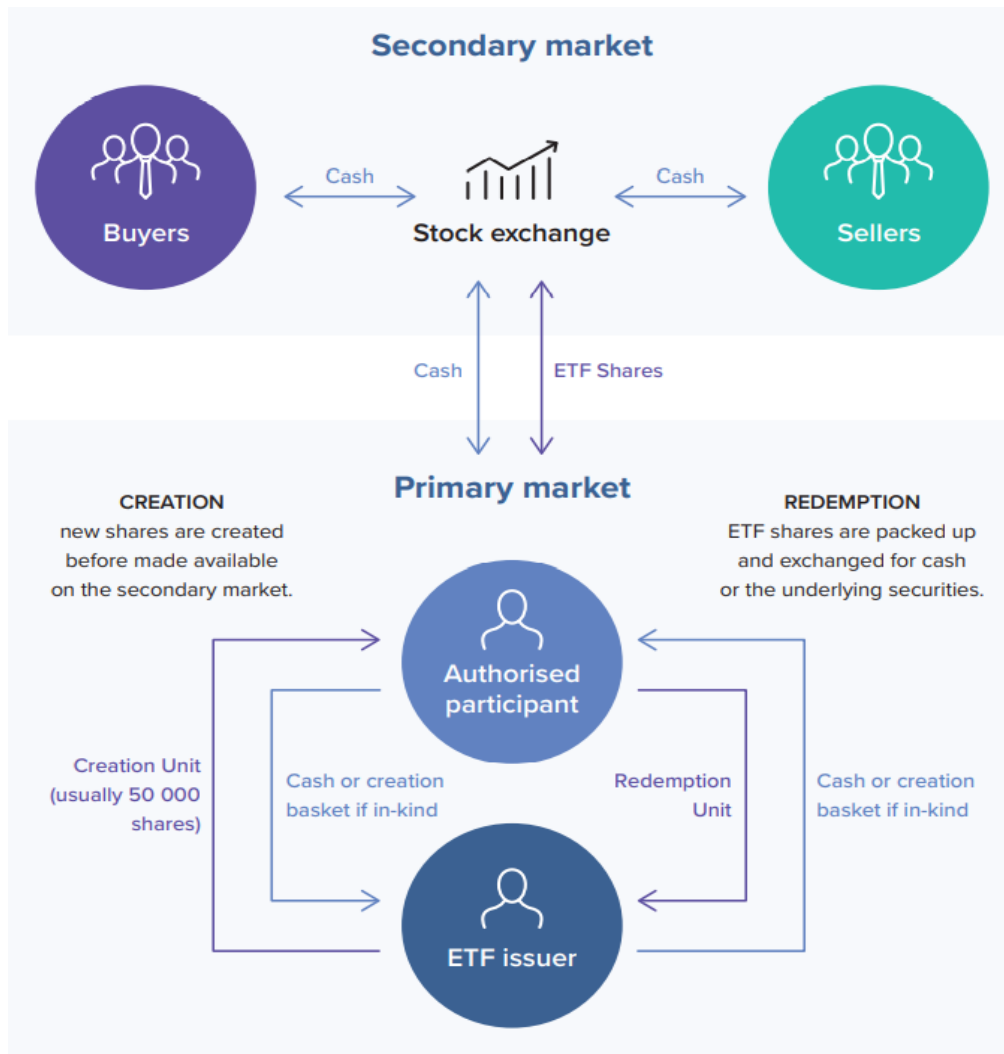 Secondary market
Buyers
Cash
Stock exchange
Cash
Sellers
Cash
ETF Shares
Primary market
CREATION
new shares are created
before made available
on the secondary market.
REDEMPTION
ETF shares are packed up
and exchanged for cash
or the underlying securities.
Authorised
participant
Creation Unit
(usually 50 000
shares)
Cash or creation
basket if in-kind
Redemption
Unit
Cash or creation
basket if in-kind
ETF issuer